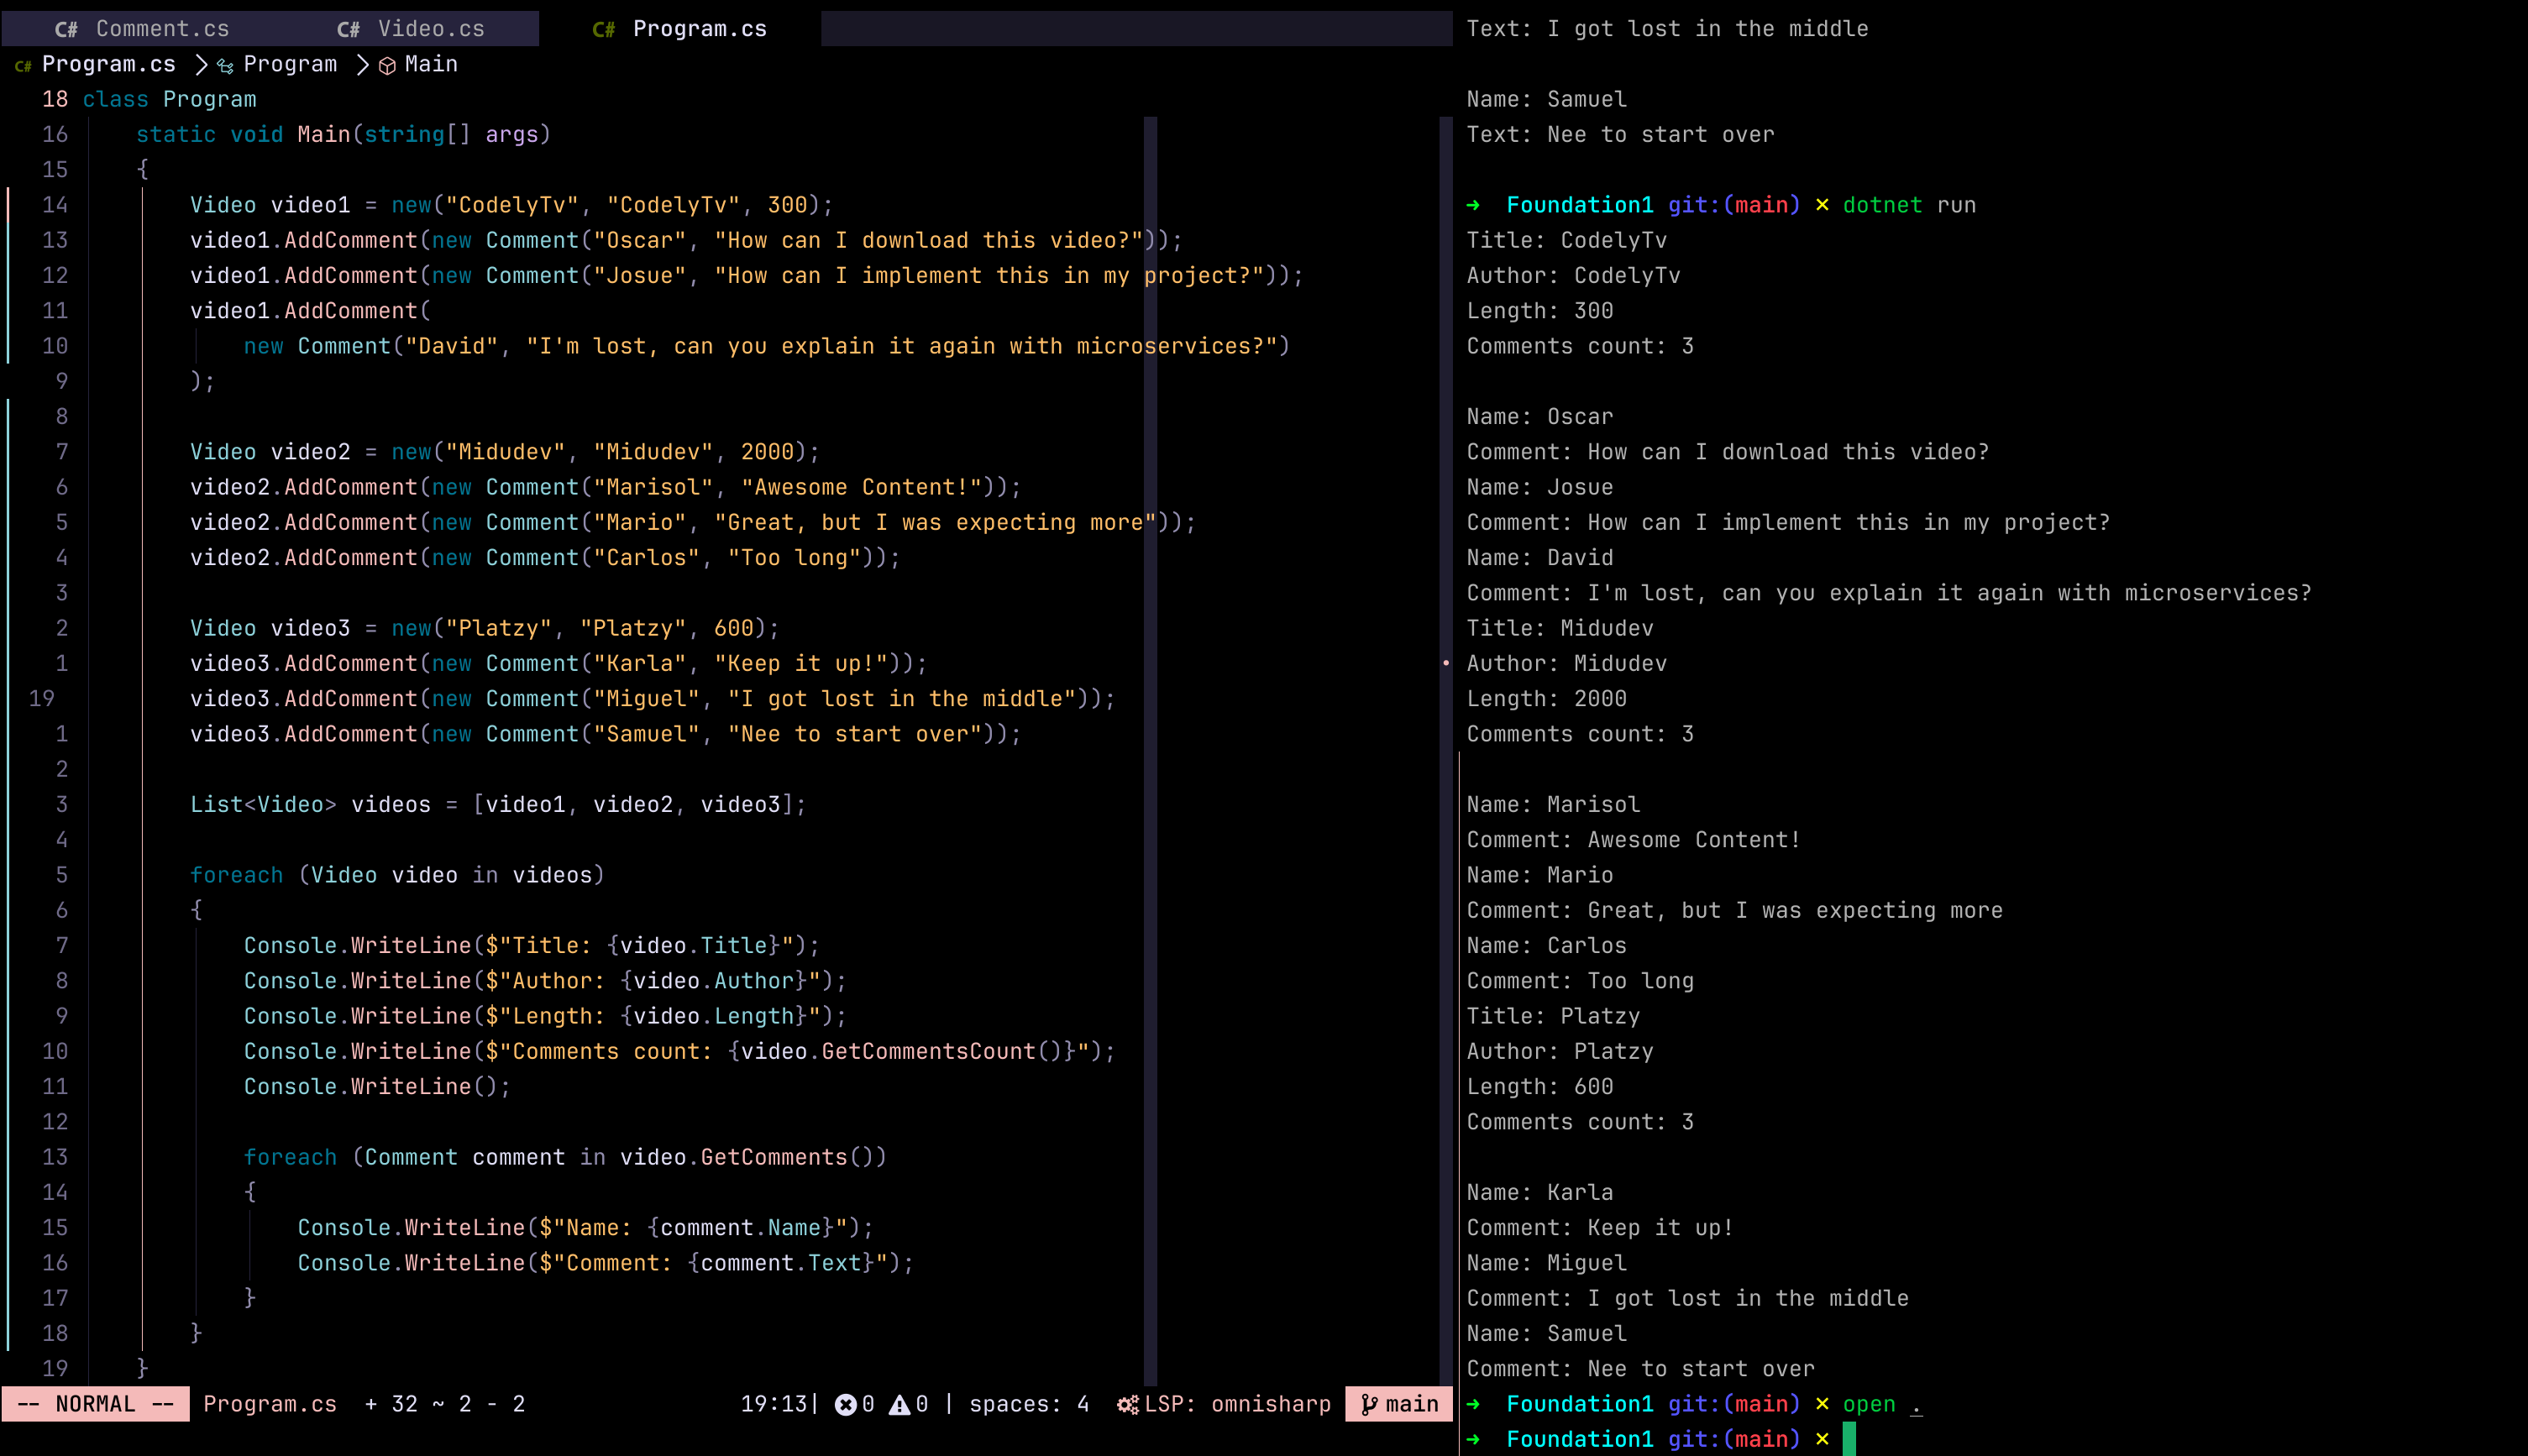 C# Comment.cs C# Video.cs C# Program.cs
C# Program.cs > Program > Main
18 class Program
16     static void Main(string[] args)
15     {
14         Video video1 = new("CodelyTv", "CodelyTv", 300);
13         video1.AddComment(new Comment("Oscar", "How can I download this video?"));
12         video1.AddComment(new Comment("Josue", "How can I implement this in my project?"));
11         video1.AddComment(
10             new Comment("David", "I'm lost, can you explain it again with microservices?")
9         );
8
7         Video video2 = new("Midudev", "Midudev", 2000);
6         video2.AddComment(new Comment("Marisol", "Awesome Content!"));
5         video2.AddComment(new Comment("Mario", "Great, but I was expecting more"));
4         video2.AddComment(new Comment("Carlos", "Too long"));
3
2         Video video3 = new("Platzy", "Platzy", 600);
1         video3.AddComment(new Comment("Karla", "Keep it up!"));
19         video3.AddComment(new Comment("Miguel", "I got lost in the middle"));
1         video3.AddComment(new Comment("Samuel", "Nee to start over"));
2
3         List<Video> videos = [video1, video2, video3];
4
5         foreach (Video video in videos)
6         {
7             Console.WriteLine($"Title: {video.Title}");
8             Console.WriteLine($"Author: {video.Author}");
9             Console.WriteLine($"Length: {video.Length}");
10             Console.WriteLine($"Comments count: {video.GetCommentsCount()}");
11             Console.WriteLine();
12
13             foreach (Comment comment in video.GetComments())
14             {
15                 Console.WriteLine($"Name: {comment.Name}");
16                 Console.WriteLine($"Comment: {comment.Text}");
17             }
18         }
19     }
-- NORMAL -- Program.cs + 32 ~ 2 - 2 19:13| 0 0 | spaces: 4 LSP: omnisharp main
Text: I got lost in the middle
Name: Samuel
Text: Nee to start over
➜ Foundation1 git:(main) ✗ dotnet run
Title: CodelyTv
Author: CodelyTv
Length: 300
Comments count: 3
Name: Oscar
Comment: How can I download this video?
Name: Josue
Comment: How can I implement this in my project?
Name: David
Comment: I'm lost, can you explain it again with microservices?
Title: Midudev
Author: Midudev
Length: 2000
Comments count: 3
Name: Marisol
Comment: Awesome Content!
Name: Mario
Comment: Great, but I was expecting more
Name: Carlos
Comment: Too long
Title: Platzy
Author: Platzy
Length: 600
Comments count: 3
Name: Karla
Comment: Keep it up!
Name: Miguel
Comment: I got lost in the middle
Name: Samuel
Comment: Nee to start over
➜ Foundation1 git:(main) ✗ open .
➜ Foundation1 git:(main) ✗